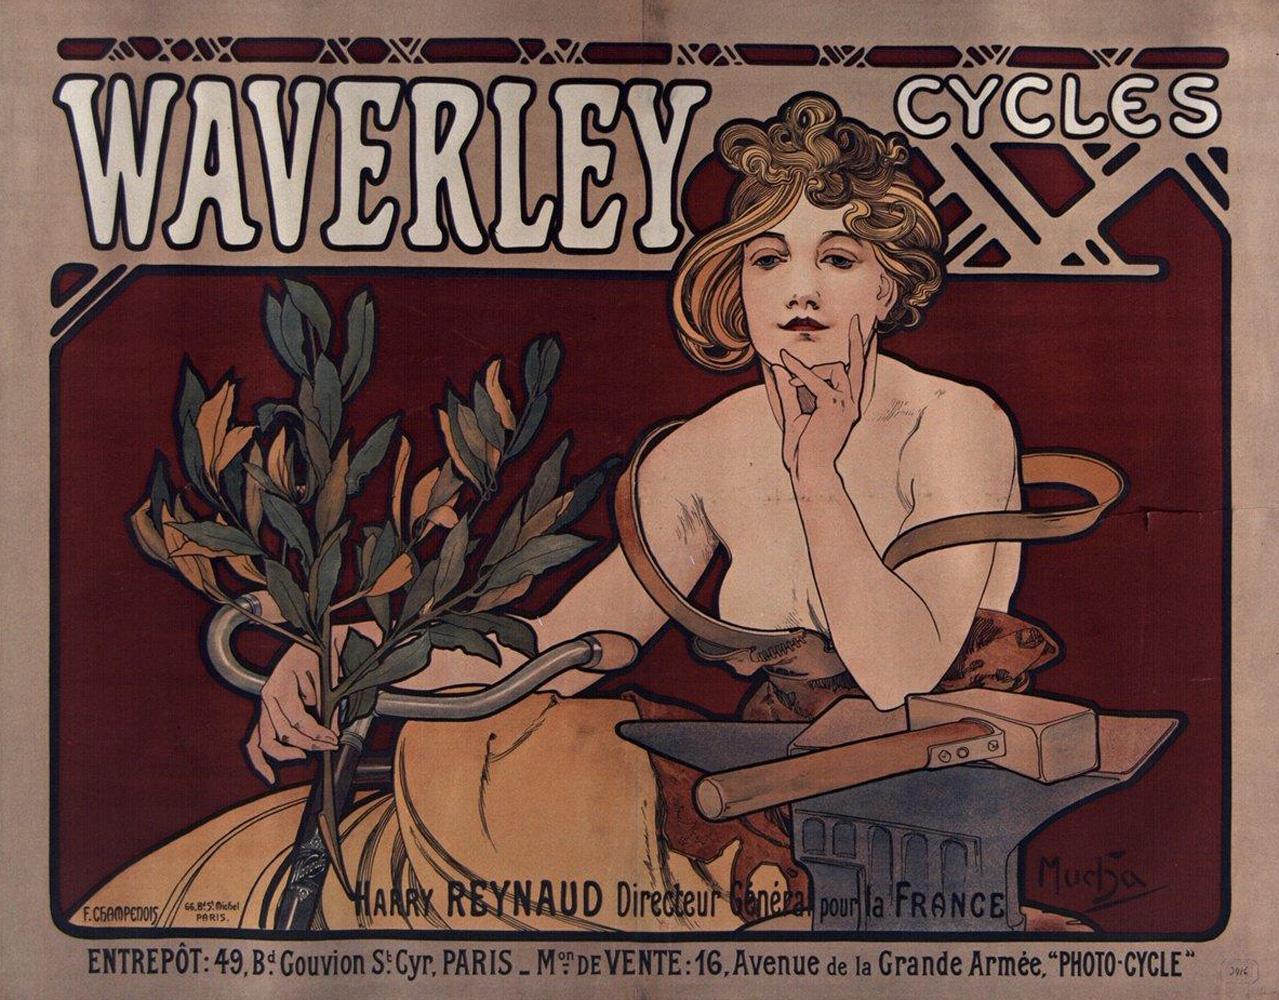 WAVERLEY
CYCLES
Mucha
F. CHAMPENOIS
66, Bd St Michel
PARIS.
HARRY REYNAUD Directeur Général pour la FRANCE
ENTREPÔT: 49, Bd Gouvion St Cyr, PARIS _ Mon DE VENTE: 16, Avenue de la Grande Armée, "PHOTO-CYCLE"